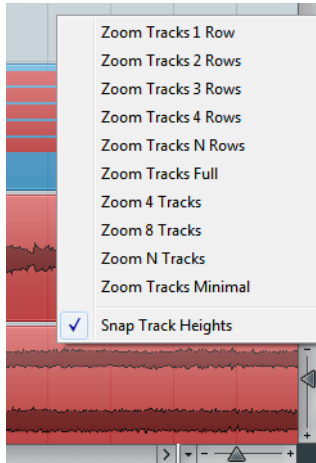 Zoom Tracks 1 Row
Zoom Tracks 2 Rows
Zoom Tracks 3 Rows
Zoom Tracks 4 Rows
Zoom Tracks N Rows
Zoom Tracks Full
Zoom 4 Tracks
Zoom 8 Tracks
Zoom N Tracks
Zoom Tracks Minimal
Snap Track Heights